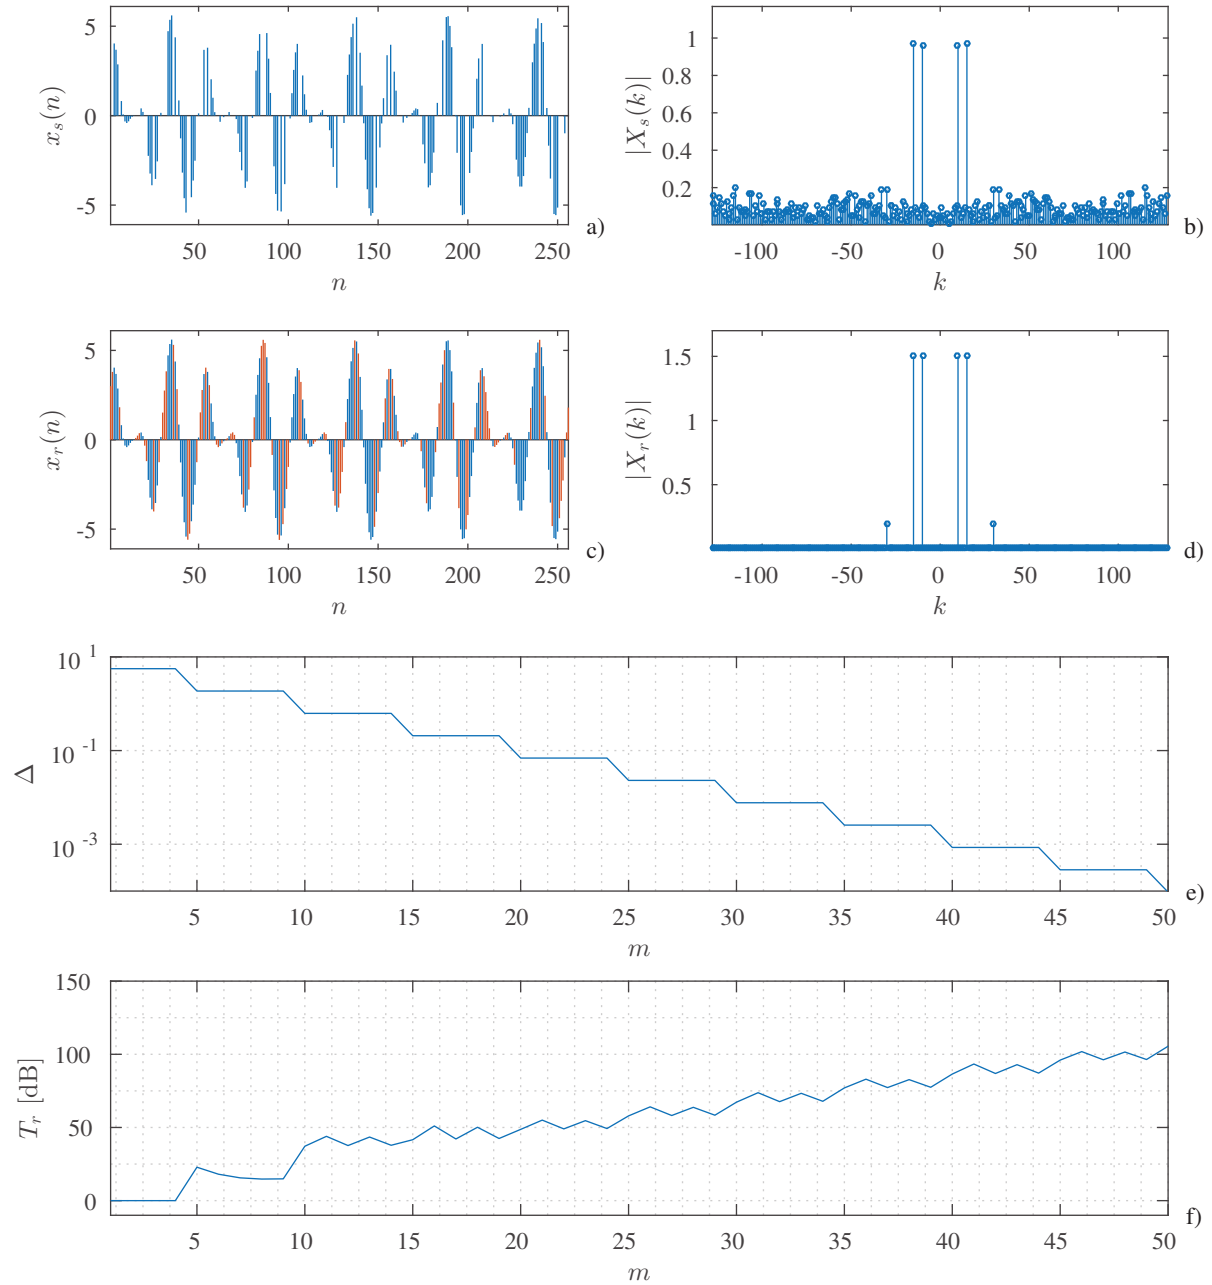 5
0
-5
x_s(n)
50 100 150 200 250
n
a)
1
0.8
0.6
0.4
0.2
|X_s(k)|
-100 -50 0 50 100
k
b)
5
0
-5
x_r(n)
50 100 150 200 250
n
c)
1.5
1
0.5
|X_r(k)|
-100 -50 0 50 100
k
d)
10^1
10^-1
10^-3
Δ
5 10 15 20 25 30 35 40 45 50
m
e)
150
100
50
0
T_r [dB]
5 10 15 20 25 30 35 40 45 50
m
f)